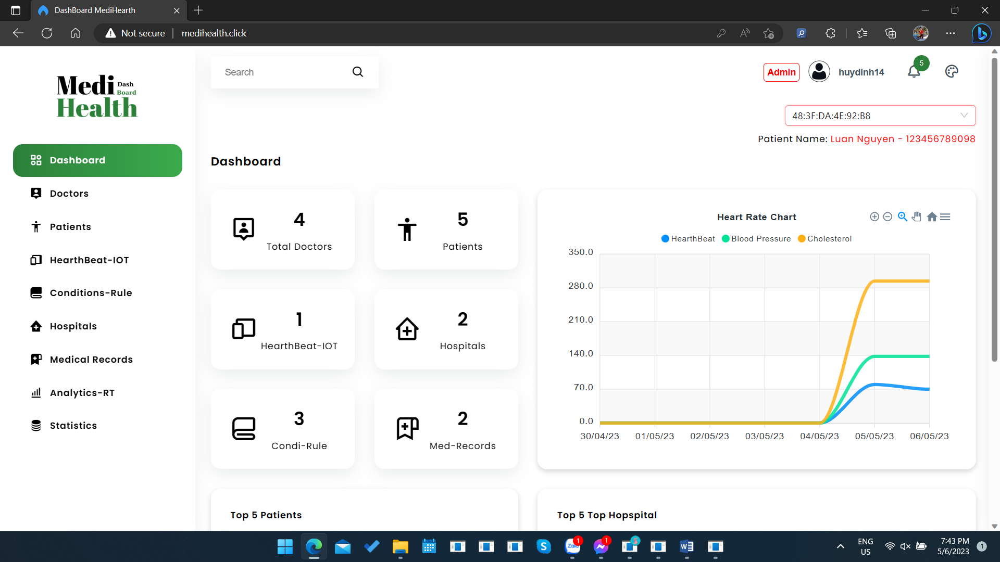 DashBoard MediHearth
Not secure
medihealth.click
Medi Dash
Board
Health
Search
Admin
huydinh14
5
48:3F:DA:4E:92:B8
Patient Name: Luan Nguyen - 123456789098
Dashboard
Doctors
Patients
HearthBeat-IOT
Conditions-Rule
Hospitals
Medical Records
Analytics-RT
Statistics
Dashboard
4
Total Doctors
5
Patients
1
HearthBeat-IOT
2
Hospitals
3
Condi-Rule
2
Med-Records
Heart Rate Chart
HearthBeat Blood Pressure Cholesterol
350.0
280.0
210.0
140.0
70.0
0.0
30/04/23 01/05/23 02/05/23 03/05/23 04/05/23 05/05/23 06/05/23
Top 5 Patients
Top 5 Top Hopspital
Zalo
1
1
3
ENG
US
7:43 PM
5/6/2023
1